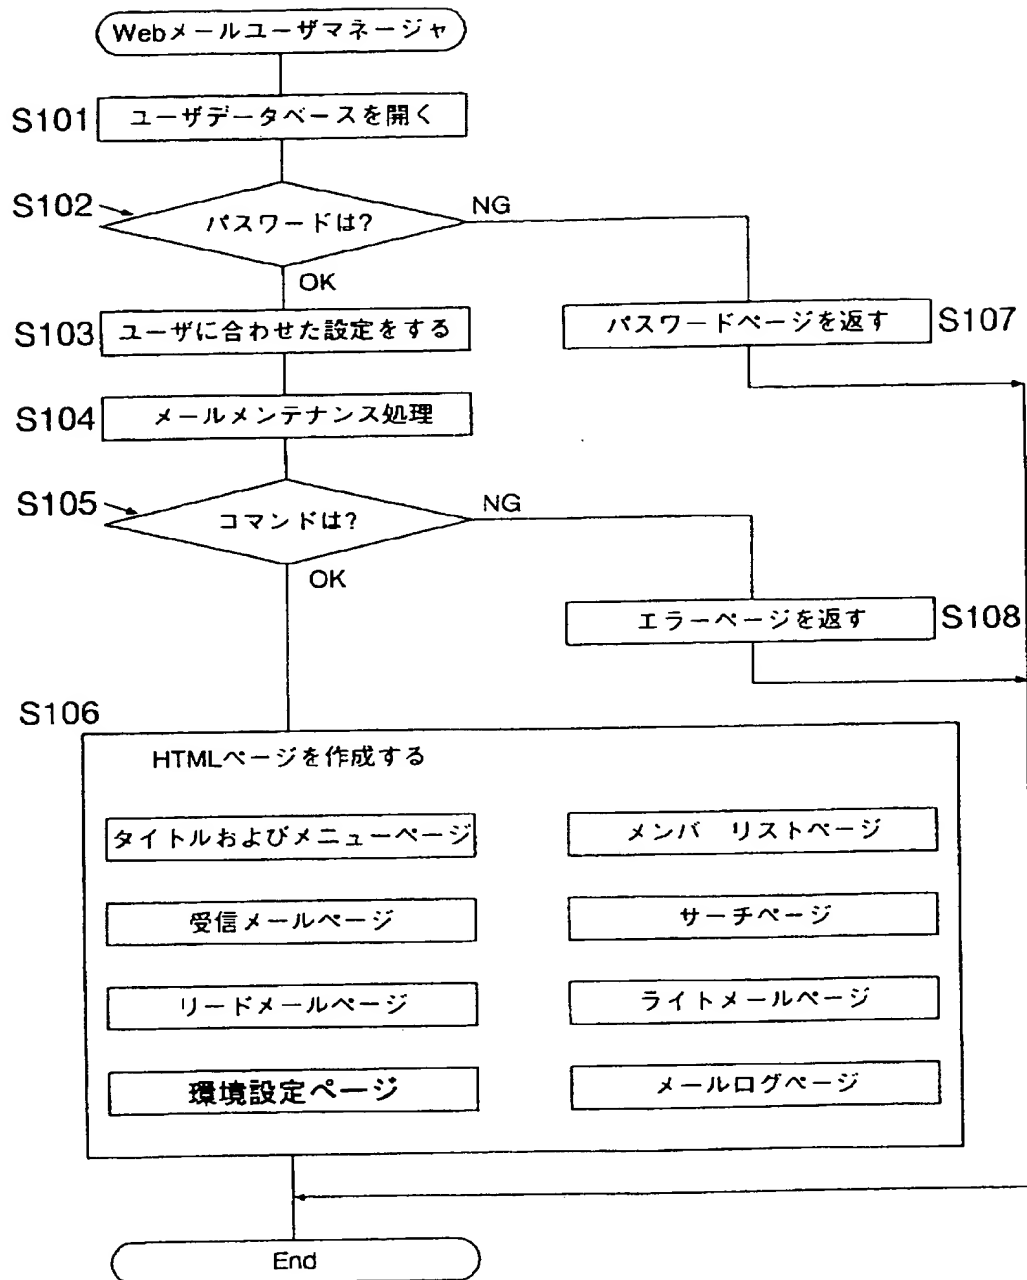 Webメールユーザマネージャ
S101
ユーザデータベースを開く
S102
パスワードは?
NG
OK
S103
ユーザに合わせた設定をする
パスワードページを返す
S107
S104
メールメンテナンス処理
S105
コマンドは?
NG
OK
エラーページを返す
S108
S106
HTMLページを作成する
タイトルおよびメニューページ
メンバ リストページ
受信メールページ
サーチページ
リードメールページ
ライトメールページ
環境設定ページ
メールログページ
End